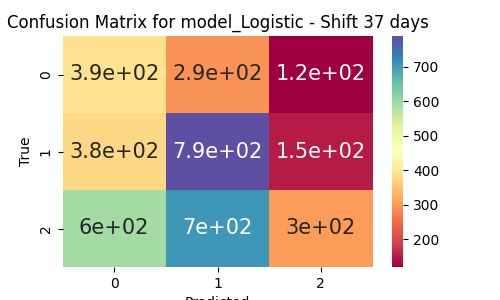 Confusion Matrix for model_Logistic - Shift 37 days
0 3.9e+02 2.9e+02 1.2e+02
1 3.8e+02 7.9e+02 1.5e+02
2 6e+02 7e+02 3e+02
True
0 1 2
Predicted
700
600
500
400
300
200